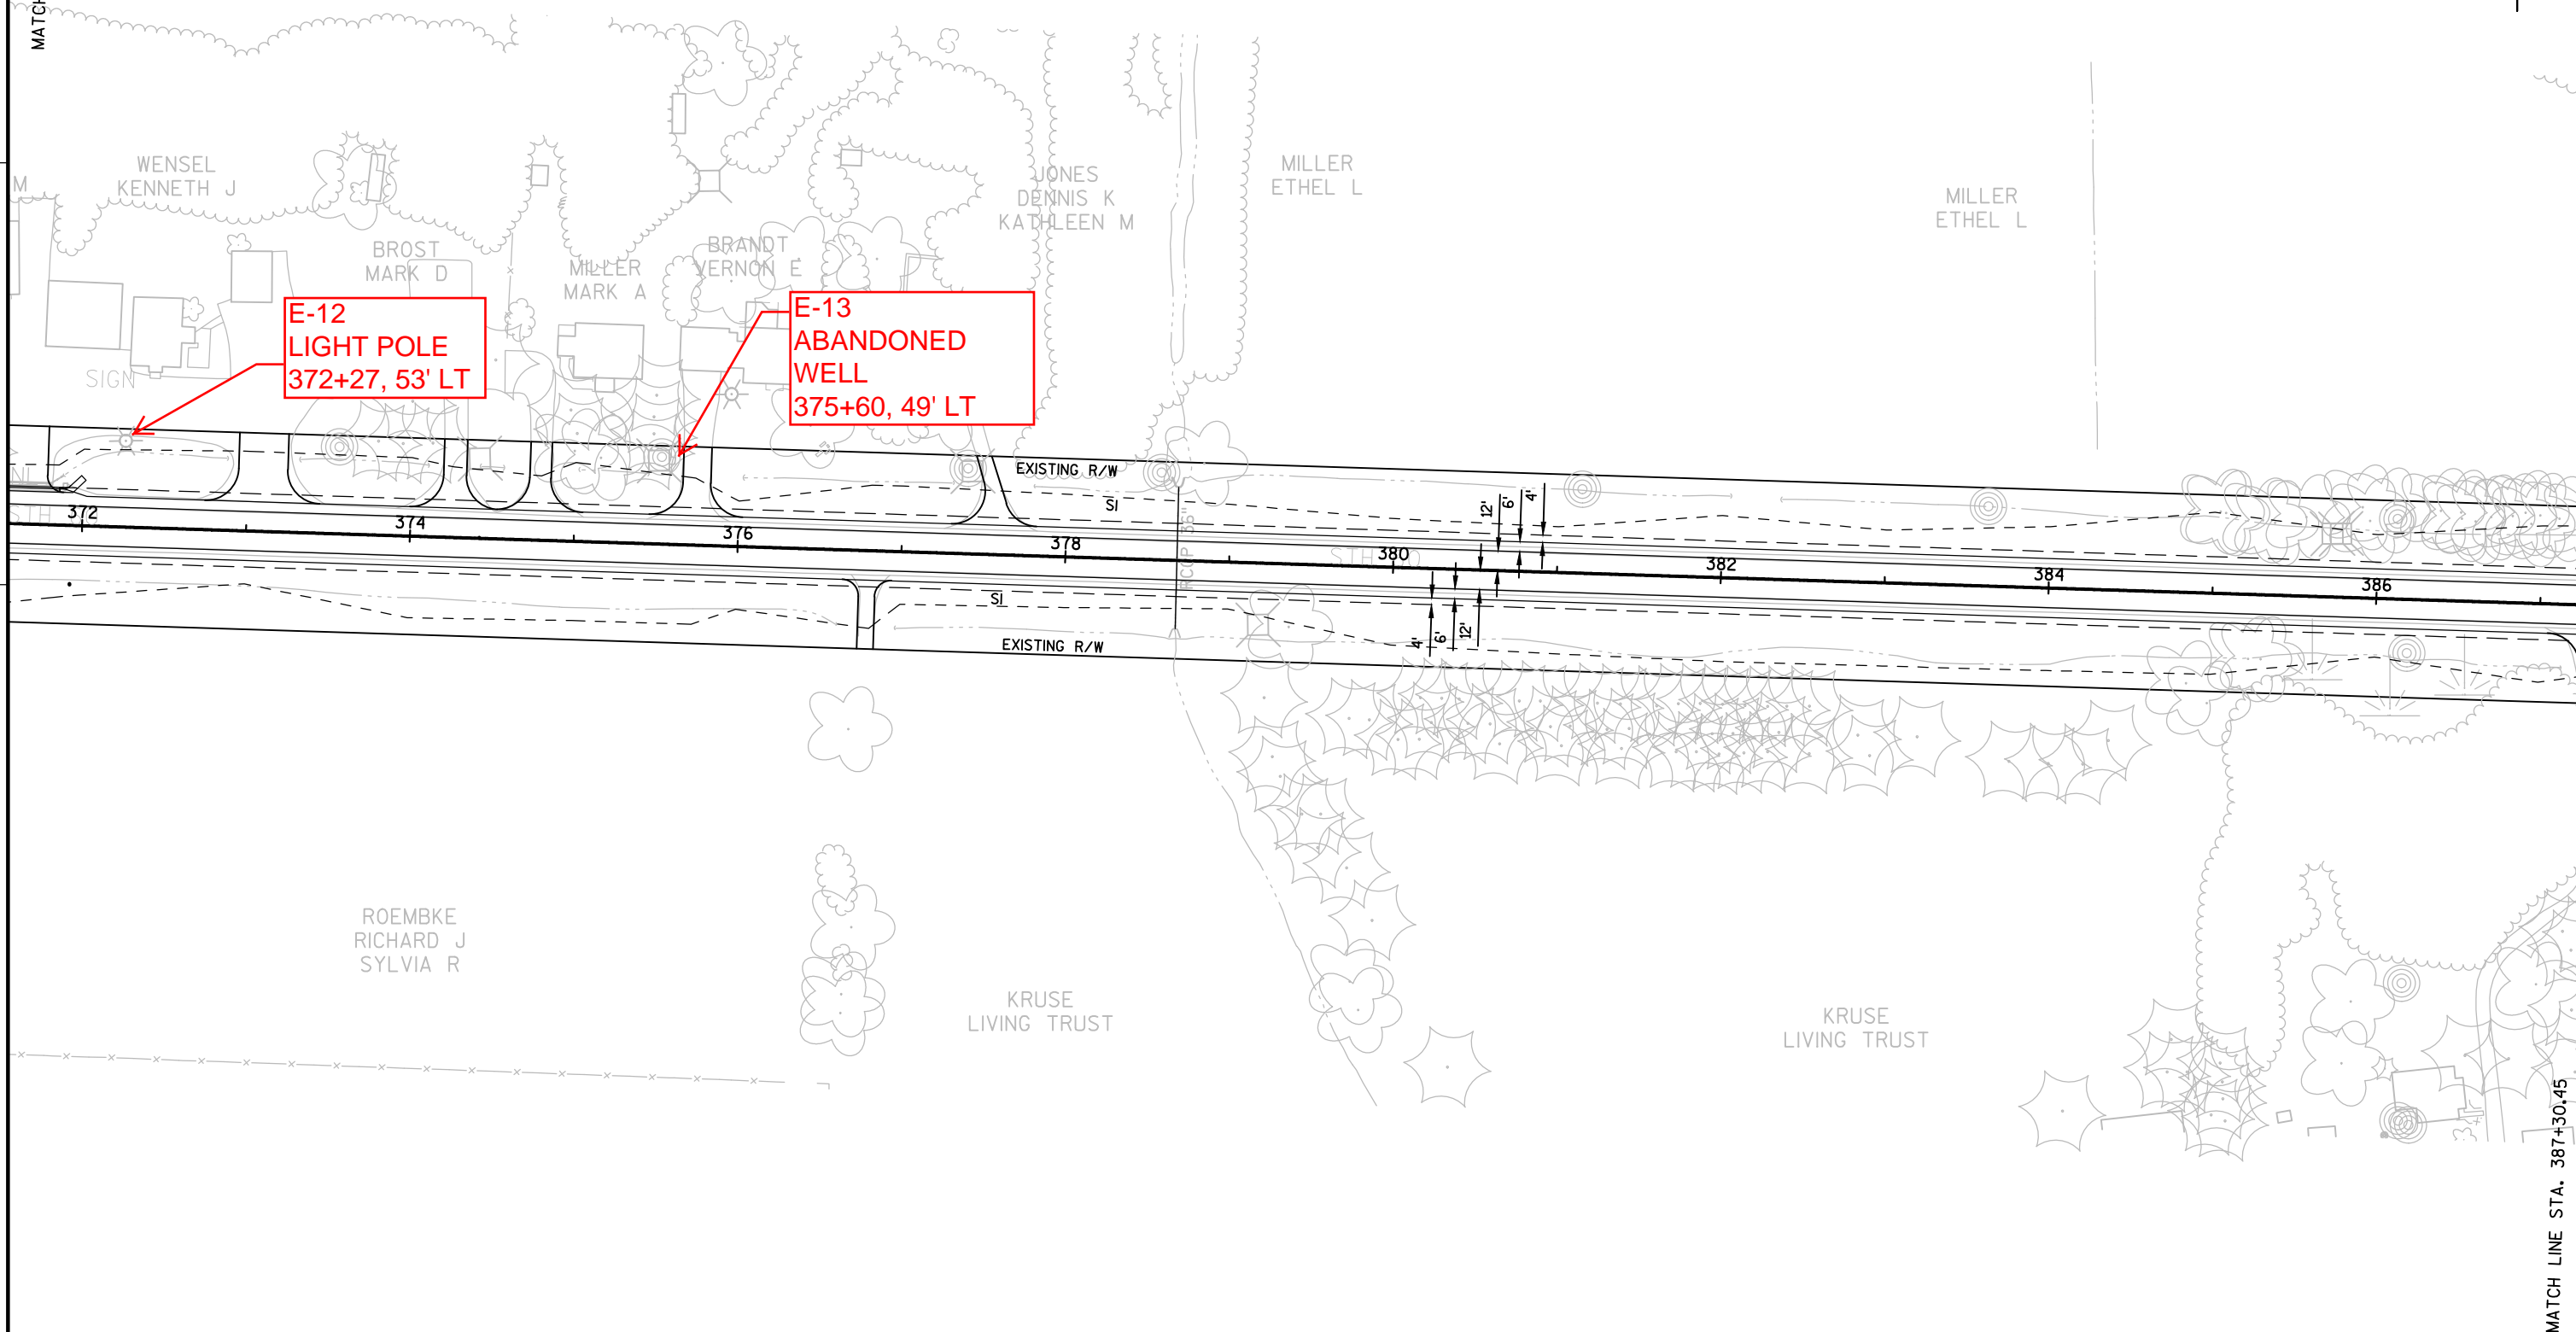 MATCH
WENSEL
KENNETH J
M
BROST
MARK D
MILLER
MARK A
BRANDT
VERNON E
JONES
DENNIS K
KATHLEEN M
MILLER
ETHEL L
MILLER
ETHEL L
E-12
LIGHT POLE
372+27, 53' LT
E-13
ABANDONED
WELL
375+60, 49' LT
SIGN
EXISTING R/W
SI
12'
6'
4'
STH
372
374
376
378
380
382
384
386
36"
SI
4'
6'
12'
EXISTING R/W
ROEMBKE
RICHARD J
SYLVIA R
KRUSE
LIVING TRUST
KRUSE
LIVING TRUST
MATCH LINE STA. 387+30.45